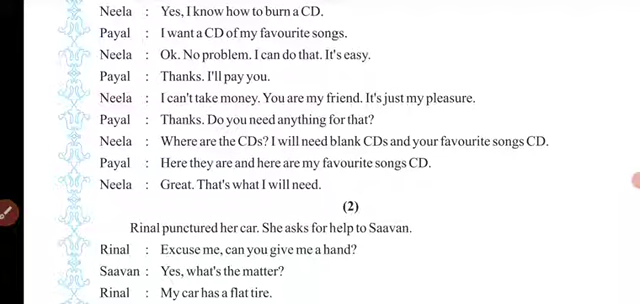 Neela : Yes, I know how to burn a CD.
Payal : I want a CD of my favourite songs.
Neela : Ok. No problem. I can do that. It's easy.
Payal : Thanks. I'll pay you.
Neela : I can't take money. You are my friend. It's just my pleasure.
Payal : Thanks. Do you need anything for that?
Neela : Where are the CDs? I will need blank CDs and your favourite songs CD.
Payal : Here they are and here are my favourite songs CD.
Neela : Great. That's what I will need.
(2)
Rinal punctured her car. She asks for help to Saavan.
Rinal : Excuse me, can you give me a hand?
Saavan : Yes, what's the matter?
Rinal : My car has a flat tire.